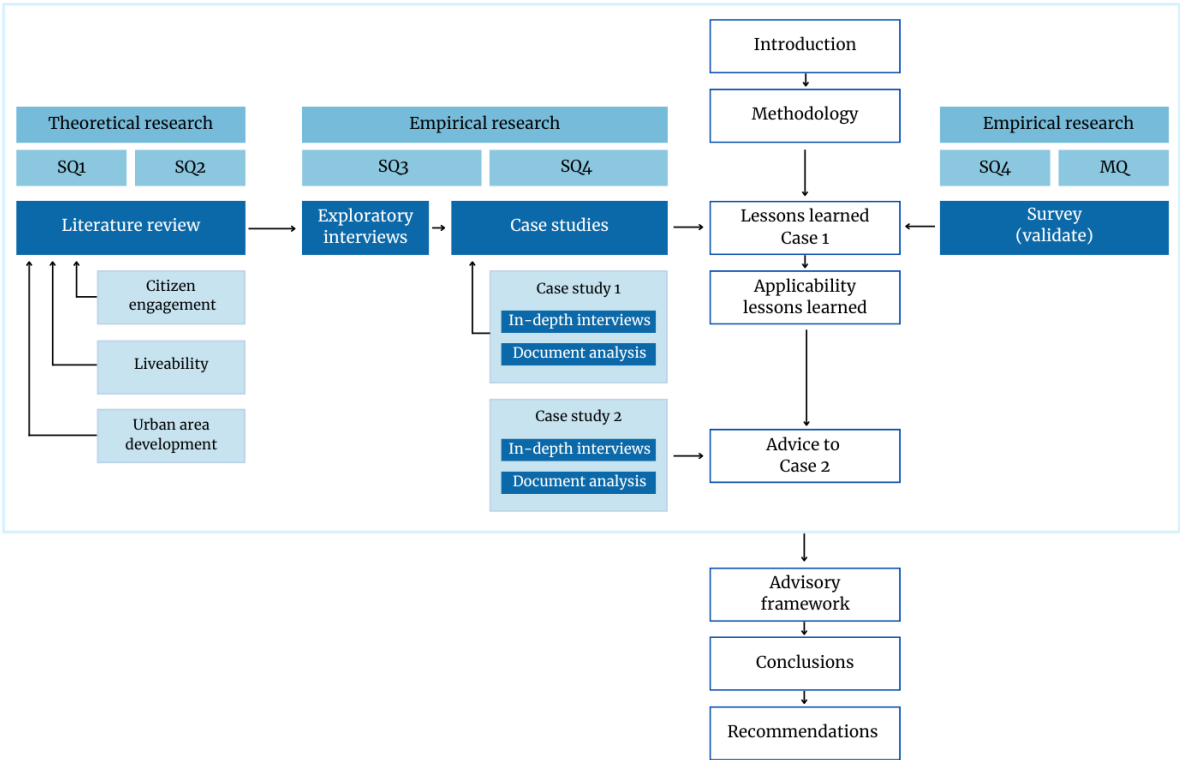 Introduction
Methodology
Theoretical research
SQ1
SQ2
Literature review
Citizen
engagement
Liveability
Urban area
development
Empirical research
SQ3
SQ4
Exploratory
interviews
Case studies
Case study 1
In-depth interviews
Document analysis
Case study 2
In-depth interviews
Document analysis
Lessons learned
Case 1
Applicability
lessons learned
Advice to
Case 2
Empirical research
SQ4
MQ
Survey
(validate)
Advisory
framework
Conclusions
Recommendations